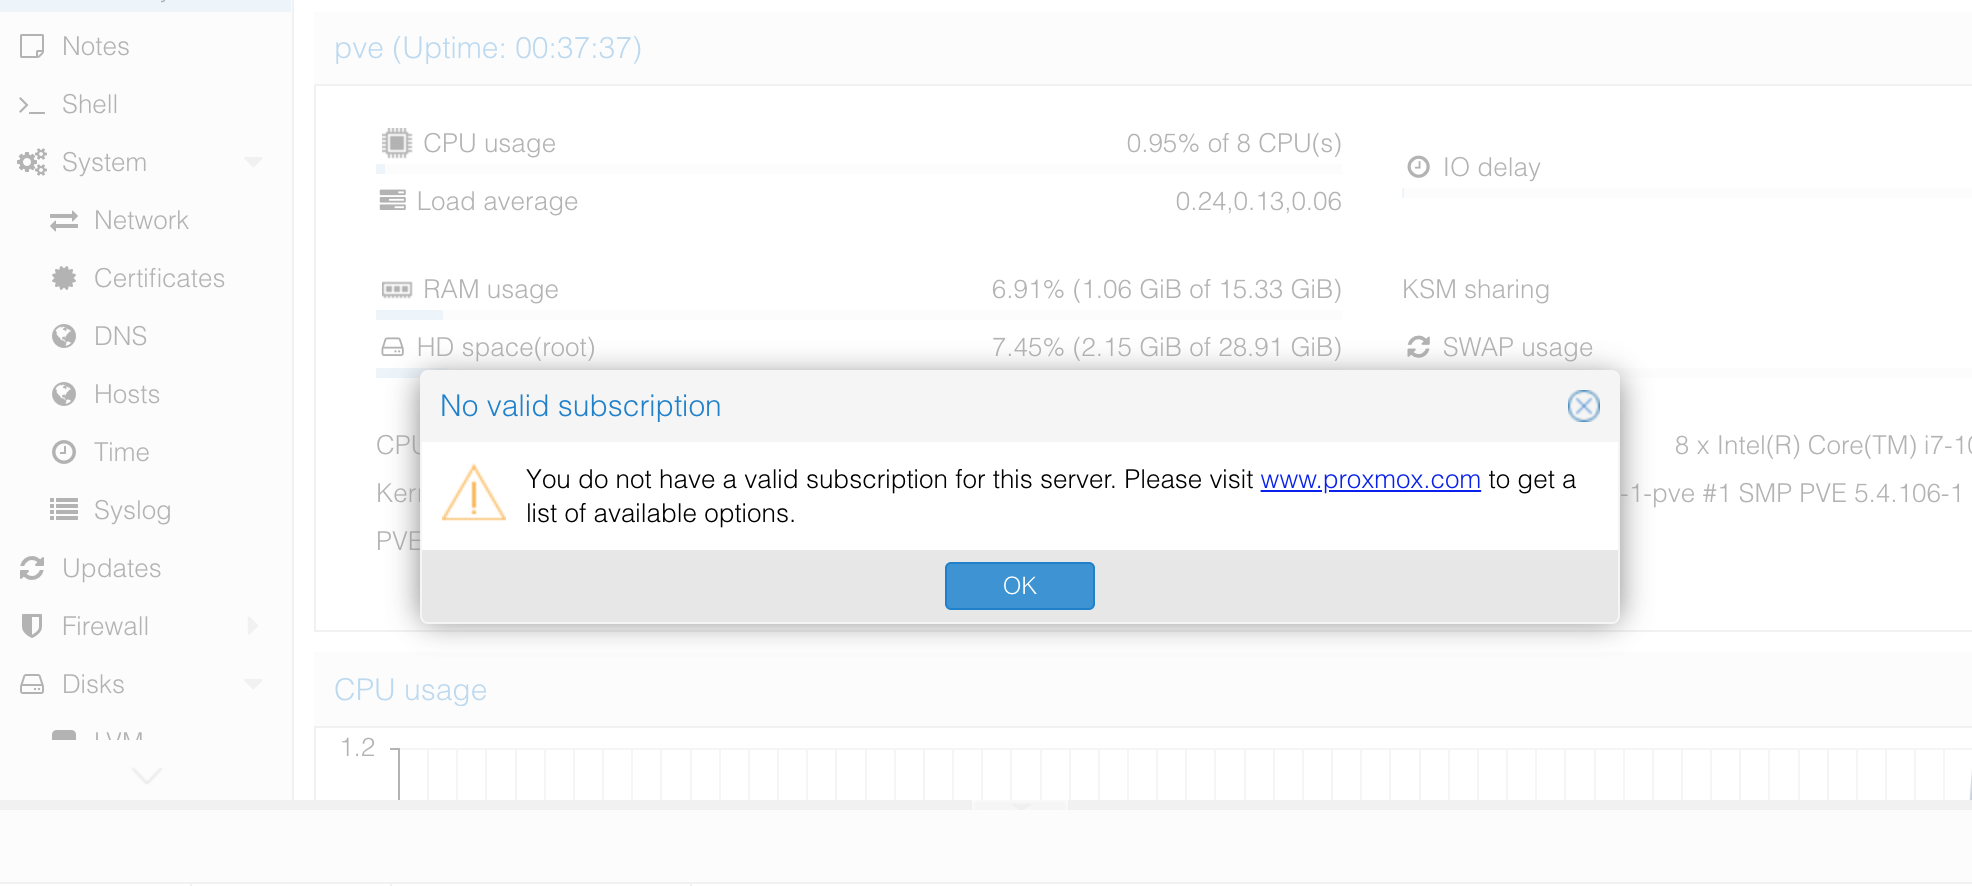 Notes
Shell
System
Network
Certificates
DNS
Hosts
Time
Syslog
Updates
Firewall
Disks
LVM
pve (Uptime: 00:37:37)
CPU usage 0.95% of 8 CPU(s)
IO delay
Load average 0.24,0.13,0.06
RAM usage 6.91% (1.06 GiB of 15.33 GiB)
KSM sharing
HD space(root) 7.45% (2.15 GiB of 28.91 GiB)
SWAP usage
No valid subscription
You do not have a valid subscription for this server. Please visit www.proxmox.com to get a
list of available options.
OK
CPU
8 x Intel(R) Core(TM) i7-10
-1-pve #1 SMP PVE 5.4.106-1
PVE
CPU usage
1.2